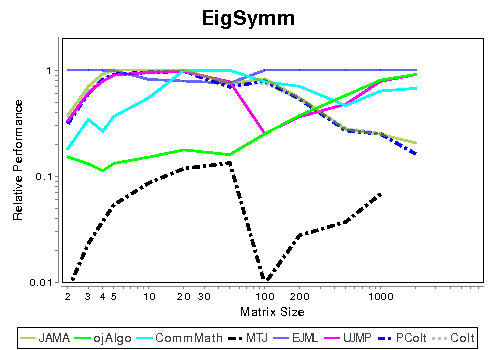 EigSymm
Relative Performance
1
0.1
0.01
2 3 4 5 10 20 30 100 200 1000
Matrix Size
JAMA ojAlgo CommMath MTJ EJML UJMP PColt Colt